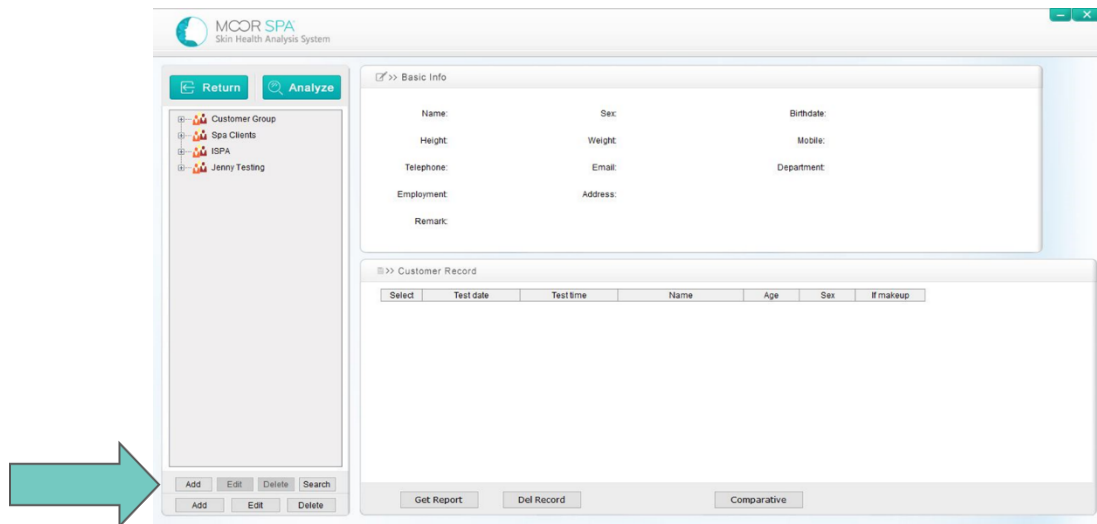 MOOR SPA
Skin Health Analysis System
Return
Analyze
Customer Group
Spa Clients
ISPA
Jenny Testing
Add Edit Delete Search
Add Edit Delete
>> Basic Info
Name: Sex: Birthdate:
Height: Weight: Mobile:
Telephone: Email: Department:
Employment: Address:
Remark:
>> Customer Record
Select Test date Test time Name Age Sex If makeup
Get Report Del Record Comparative